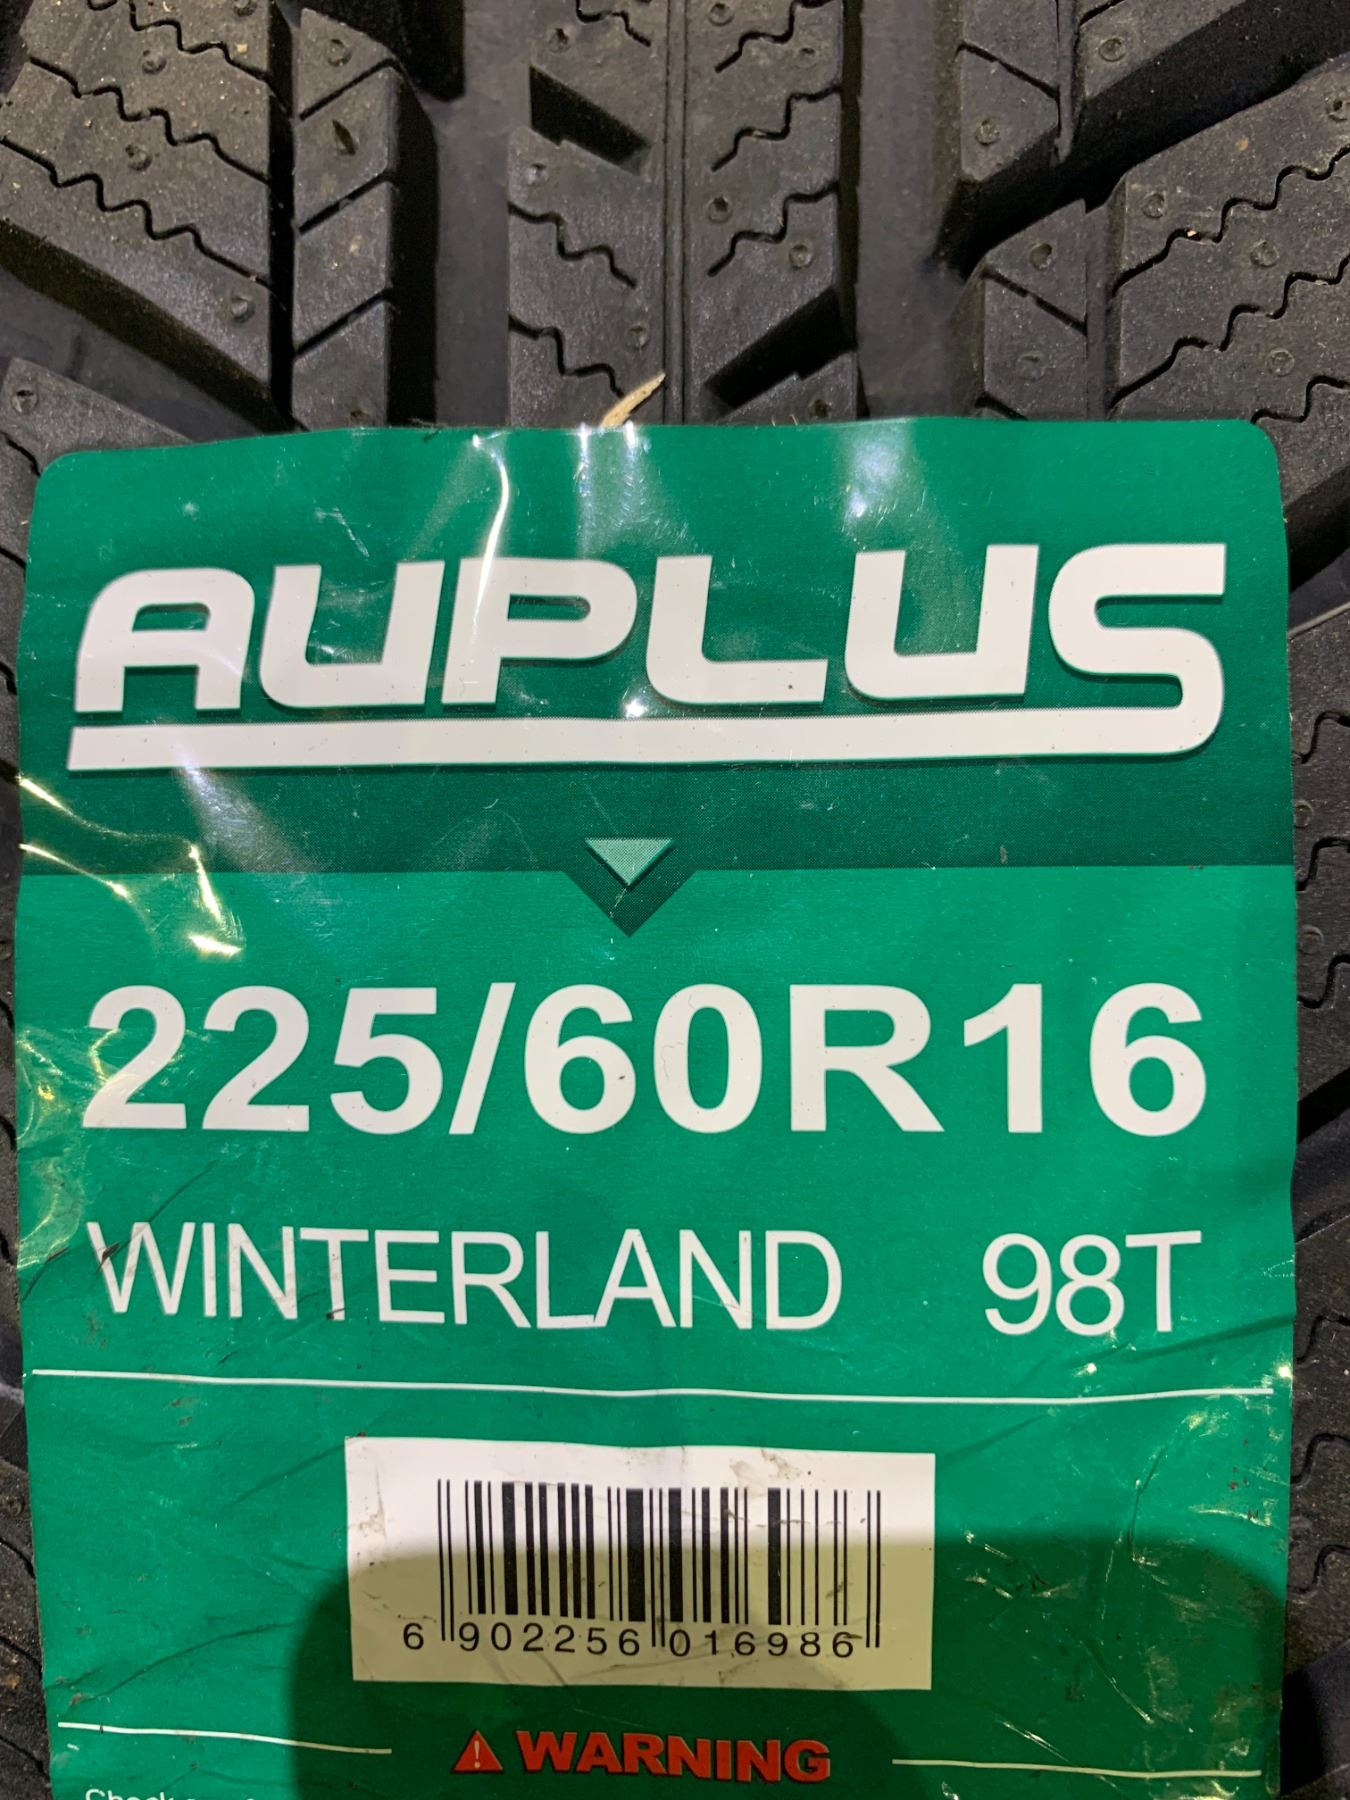 AUPLUS
225/60R16
WINTERLAND 98T
6 902256 016986
WARNING